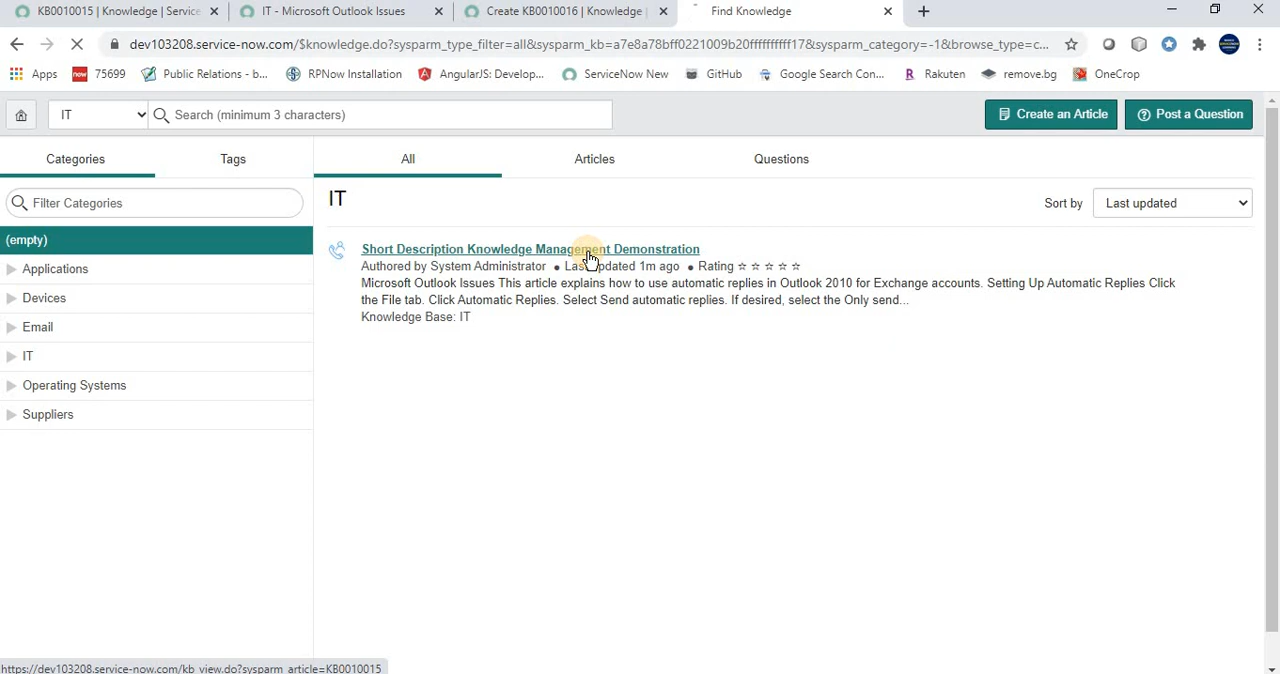 KB0010015 | Knowledge | Service
IT - Microsoft Outlook Issues
Create KB0010016 | Knowledge |
Find Knowledge
dev103208.service-now.com/$knowledge.do?sysparm_type_filter=all&sysparm_kb=a7e8a78bff0221009b20ffffffffff17&sysparm_category=-1&browse_type=c...
Apps
now 75699
Public Relations - b...
RPNow Installation
AngularJS: Develop...
ServiceNow New
GitHub
Google Search Con...
R Rakuten
remove.bg
OneCrop
IT
Search (minimum 3 characters)
Create an Article
Post a Question
Categories
Tags
All
Articles
Questions
Filter Categories
IT
Sort by
Last updated
(empty)
Applications
Devices
Email
IT
Operating Systems
Suppliers
Short Description Knowledge Management Demonstration
Authored by System Administrator • Last updated 1m ago • Rating
Microsoft Outlook Issues This article explains how to use automatic replies in Outlook 2010 for Exchange accounts. Setting Up Automatic Replies Click
the File tab. Click Automatic Replies. Select Send automatic replies. If desired, select the Only send...
Knowledge Base: IT
https://dev103208.service-now.com/kb_view.do?sysparm_article=KB0010015